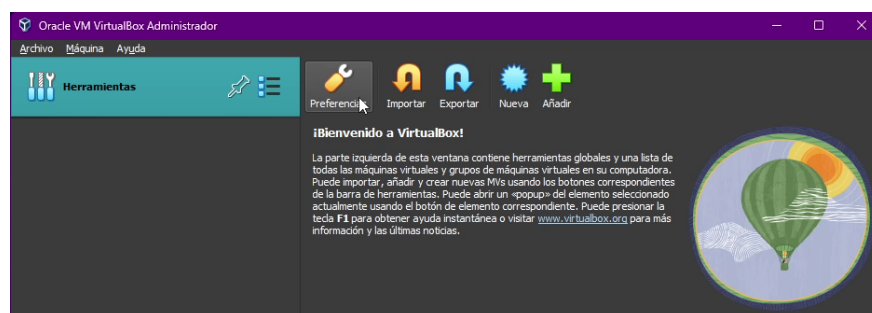 Oracle VM VirtualBox Administrador
Archivo Máquina Ayuda
Herramientas
Preferencias Importar Exportar Nueva Añadir
¡Bienvenido a VirtualBox!
La parte izquierda de esta ventana contiene herramientas globales y una lista de
todas las máquinas virtuales y grupos de máquinas virtuales en su computadora.
Puede importar, añadir y crear nuevas MVs usando los botones correspondientes
de la barra de herramientas. Puede abrir un «popup» del elemento seleccionado
actualmente usando el botón de elemento correspondiente. Puede presionar la
tecla F1 para obtener ayuda instantánea o visitar www.virtualbox.org para más
información y las últimas noticias.